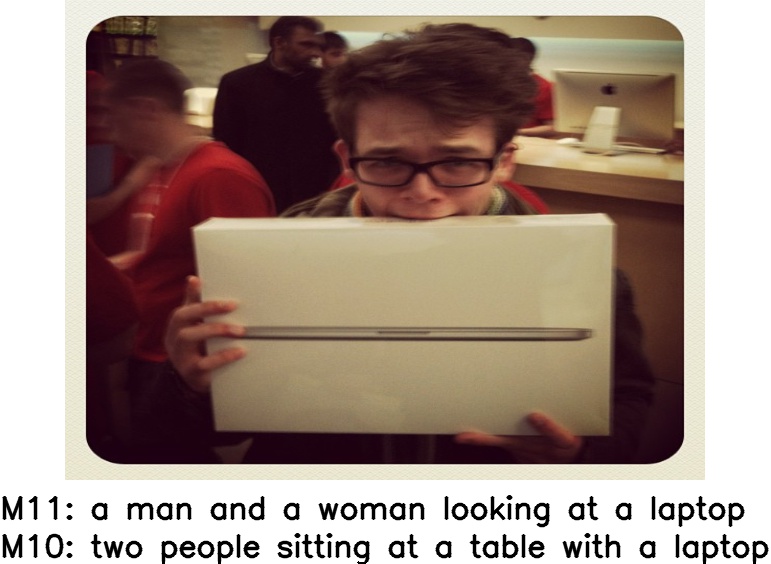 M11: a man and a woman looking at a laptop
M10: two people sitting at a table with a laptop